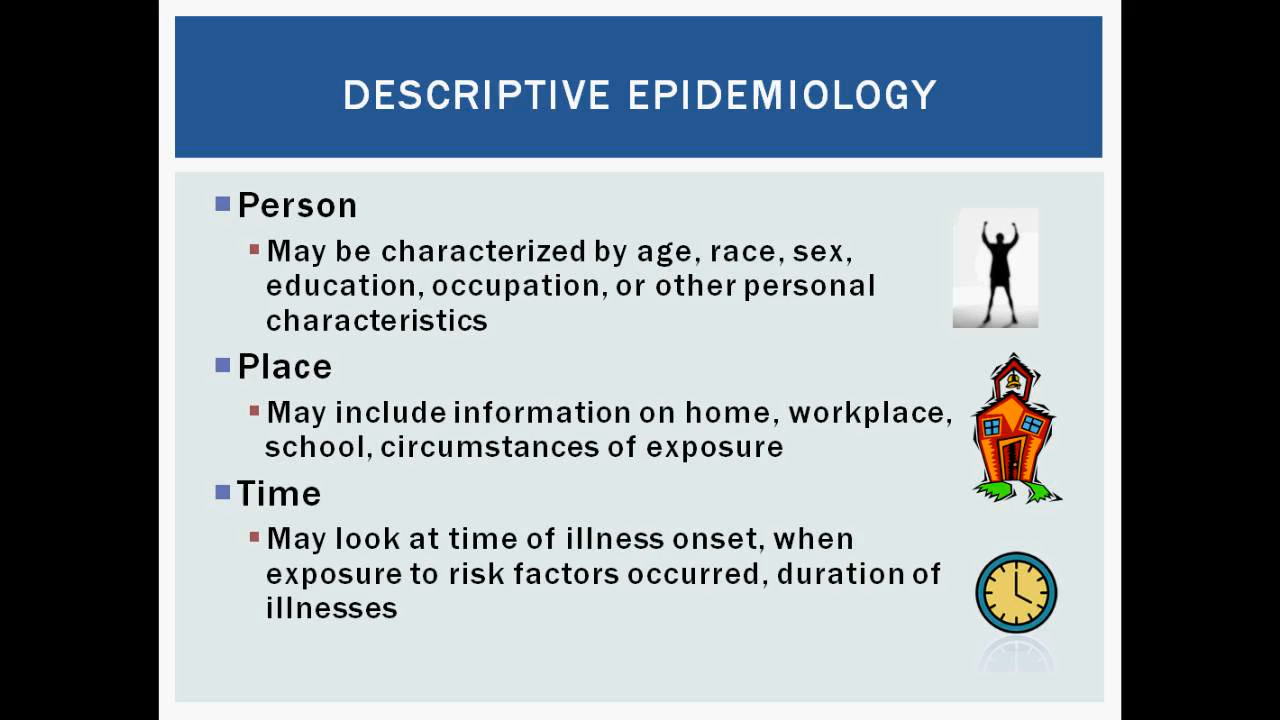 DESCRIPTIVE EPIDEMIOLOGY
Person
May be characterized by age, race, sex,
education, occupation, or other personal
characteristics
Place
May include information on home, workplace,
school, circumstances of exposure
Time
May look at time of illness onset, when
exposure to risk factors occurred, duration of
illnesses